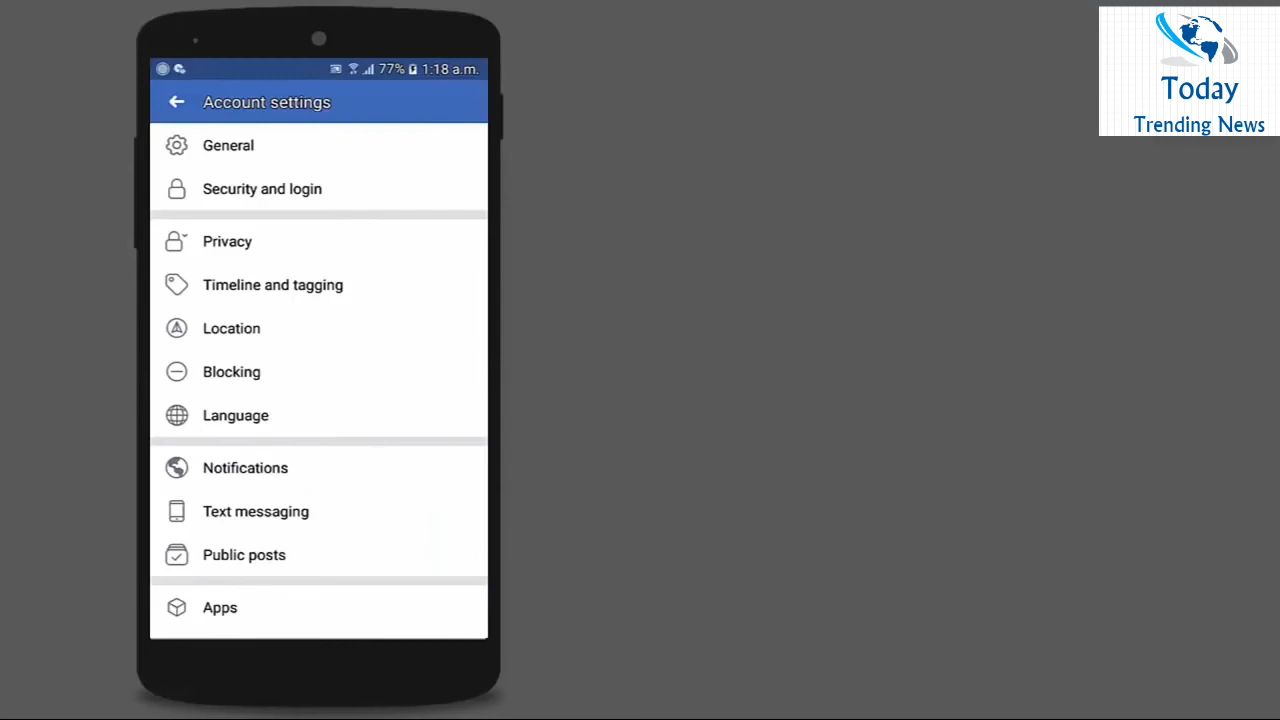 77% 1:18 a.m.
Account settings
General
Security and login
Privacy
Timeline and tagging
Location
Blocking
Language
Notifications
Text messaging
Public posts
Apps
Today
Trending News